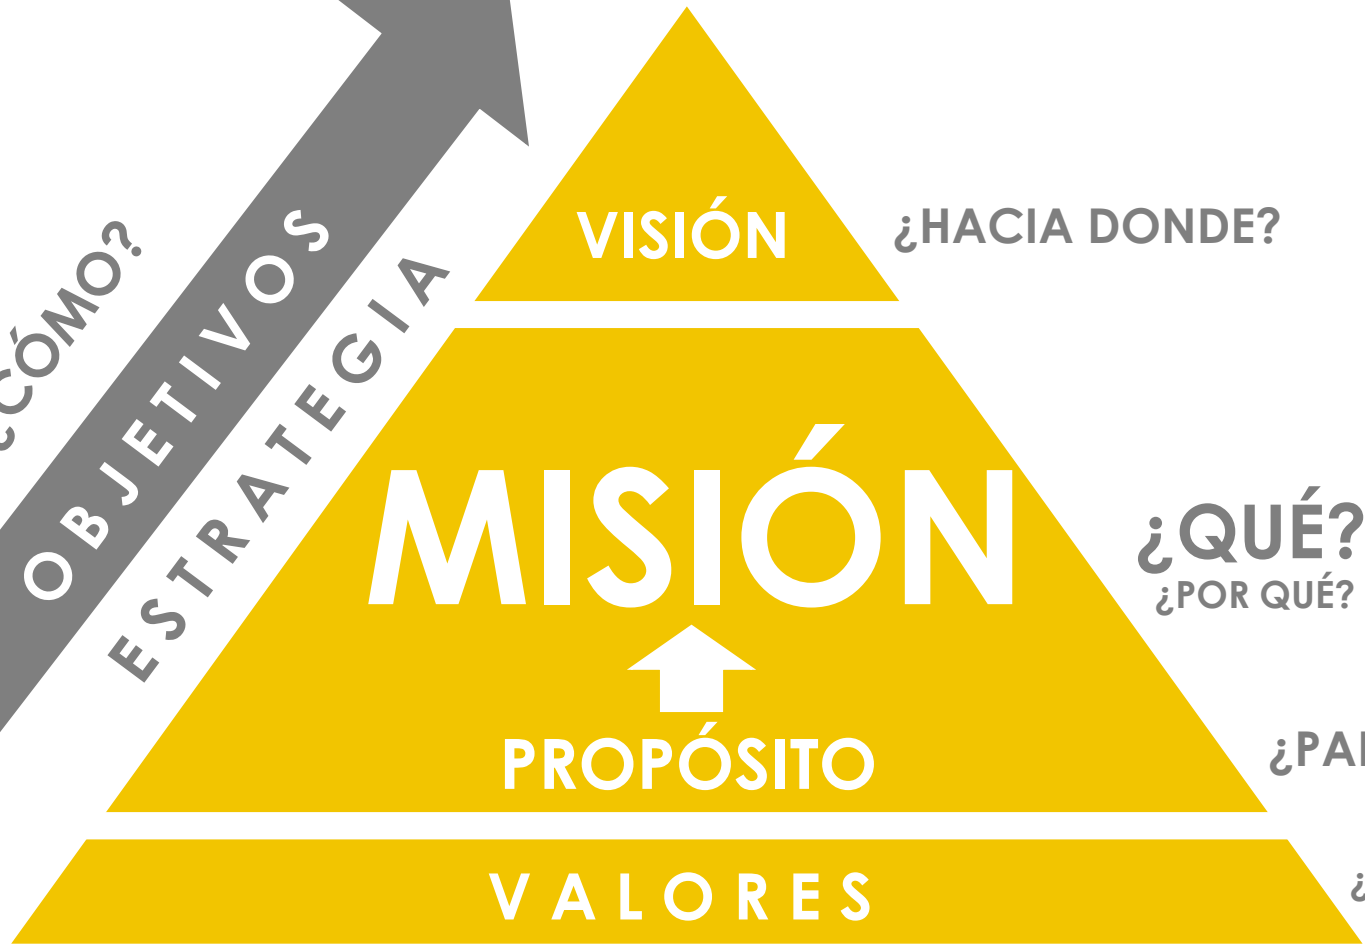 ¿CÓMO?
OBJETIVOS
ESTRATEGIA
VISIÓN
¿HACIA DONDE?
MISIÓN
¿QUÉ?
¿POR QUÉ?
PROPÓSITO
VALORES